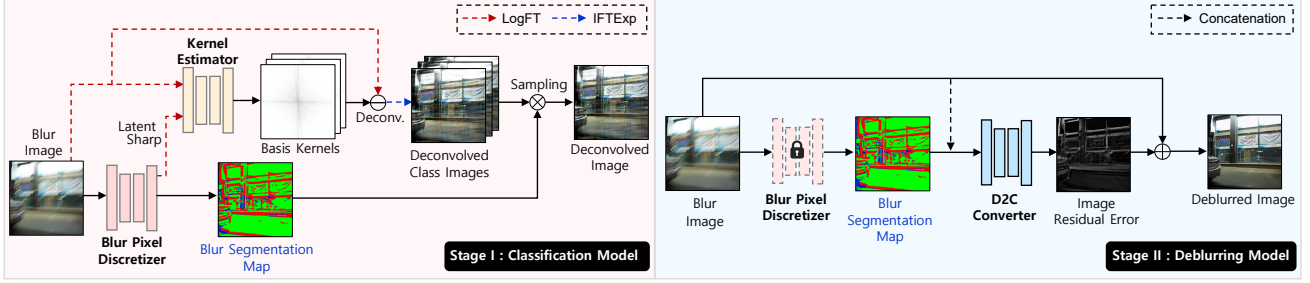 LogFT
IFTExp
Kernel
Estimator
Sampling
Deconv.
Latent
Sharp
Blur
Image
Basis Kernels
Deconvolved
Class Images
Deconvolved
Image
Blur Pixel
Discretizer
Blur Segmentation
Map
Stage I : Classification Model
Concatenation
Blur
Image
Blur Pixel
Discretizer
Blur
Segmentation
Map
D2C
Converter
Image
Residual Error
Deblurred Image
Stage II : Deblurring Model